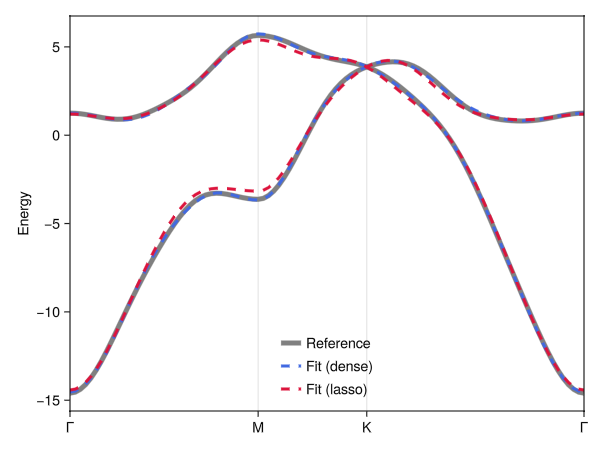 5
0
−5
−10
−15
Energy
Reference
Fit (dense)
Fit (lasso)
Γ M K Γ